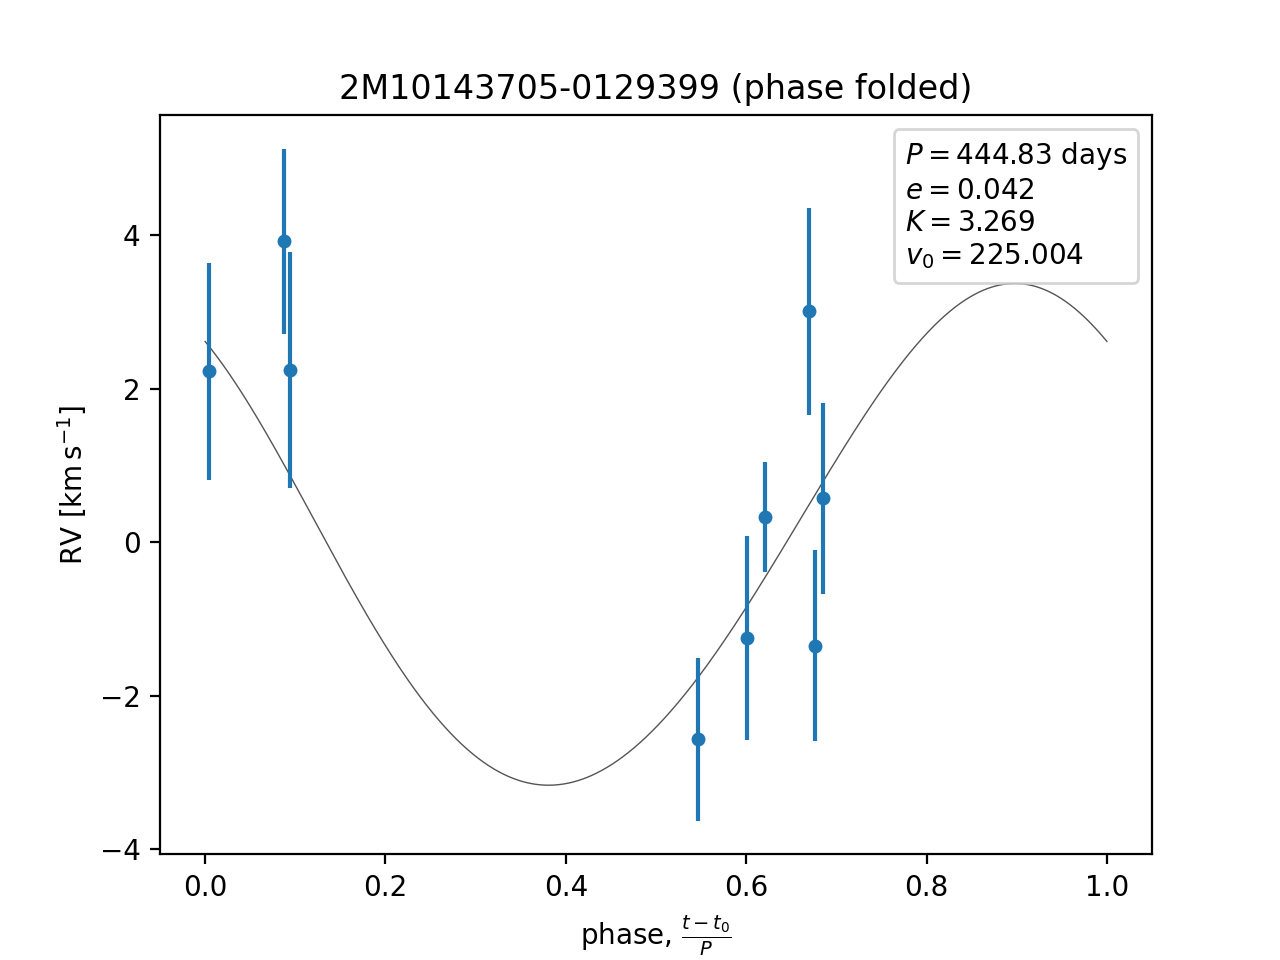 2M10143705-0129399 (phase folded)
P = 444.83 days
e = 0.042
K = 3.269
v₀ = 225.004
4
2
0
−2
−4
RV [km s⁻¹]
0.0 0.2 0.4 0.6 0.8 1.0
phase, (t − t₀)/P